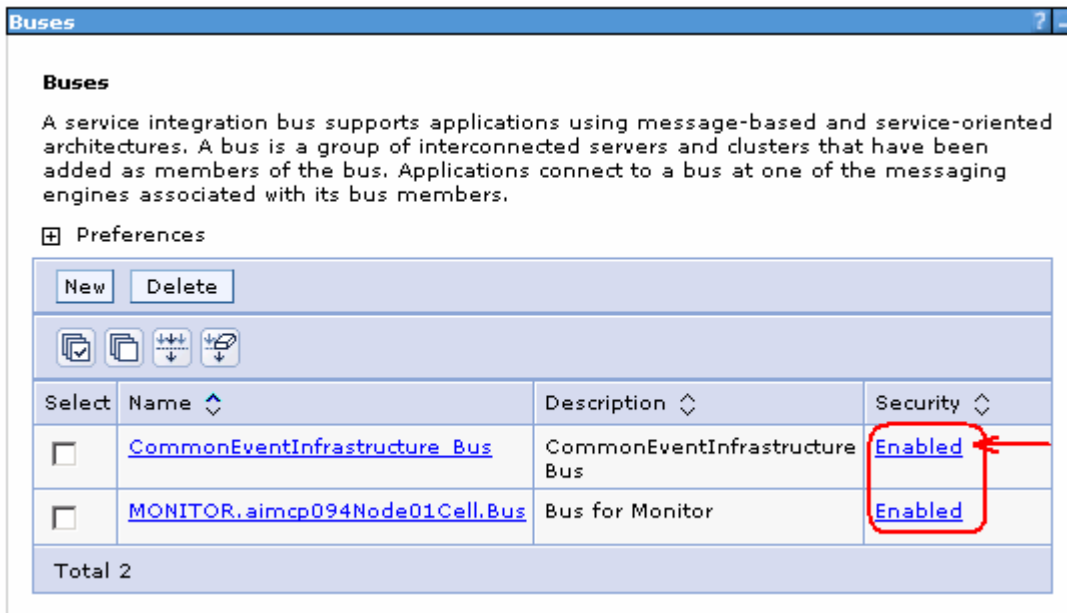 Buses ? -
Buses
A service integration bus supports applications using message-based and service-oriented
architectures. A bus is a group of interconnected servers and clusters that have been
added as members of the bus. Applications connect to a bus at one of the messaging
engines associated with its bus members.
Preferences
New Delete
Select Name Description Security
CommonEventInfrastructure_Bus CommonEventInfrastructure Enabled
Bus
MONITOR.aimcp094Node01Cell.Bus Bus for Monitor Enabled
Total 2